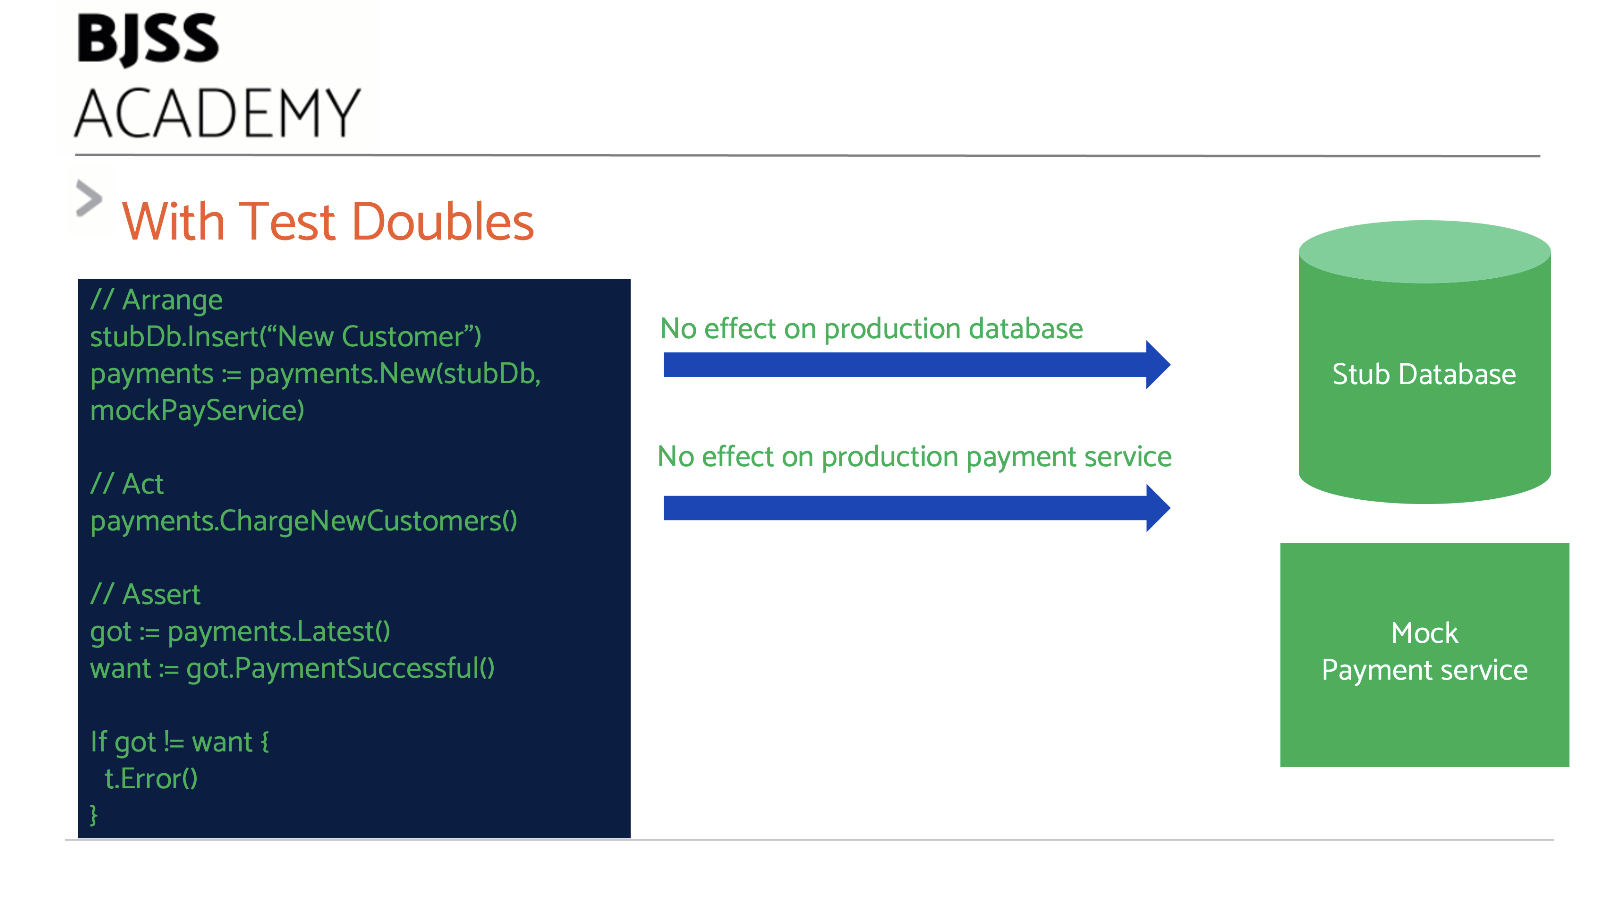 BJSS
ACADEMY
With Test Doubles
// Arrange
stubDb.Insert(“New Customer”)
payments := payments.New(stubDb,
mockPayService)
// Act
payments.ChargeNewCustomers()
// Assert
got := payments.Latest()
want := got.PaymentSuccessful()
If got != want {
  t.Error()
}
No effect on production database
No effect on production payment service
Stub Database
Mock
Payment service